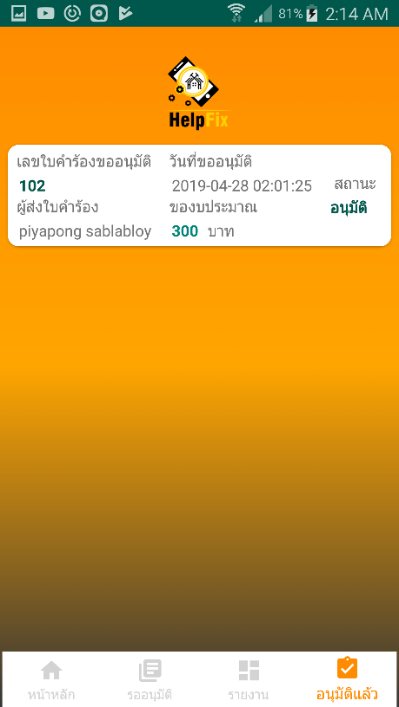 81% 2:14 AM
HelpFix
เลขใบคำร้องขออนุมัติ วันที่ขออนุมัติ
102 2019-04-28 02:01:25 สถานะ
ผู้ส่งใบคำร้อง ของบประมาณ อนุมัติ
piyapong sablabloy 300 บาท
หน้าหลัก รออนุมัติ รายงาน อนุมัติแล้ว